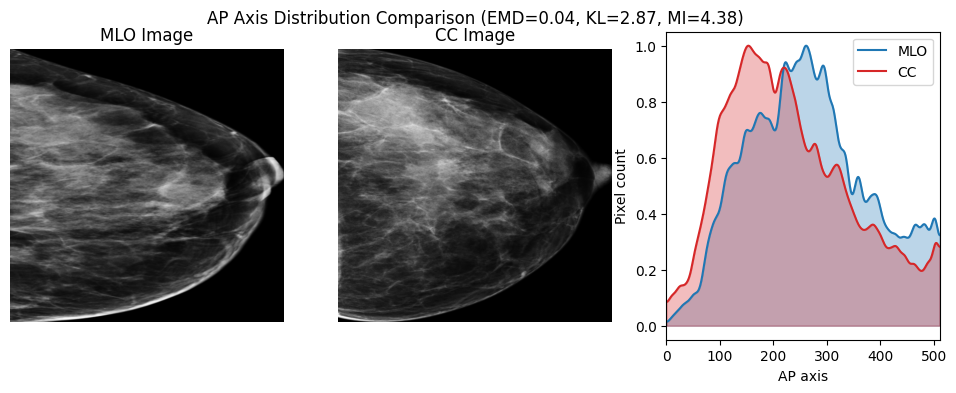 AP Axis Distribution Comparison (EMD=0.04, KL=2.87, MI=4.38)
MLO Image
CC Image
MLO
CC
1.0
0.8
0.6
0.4
0.2
0.0
Pixel count
0 100 200 300 400 500
AP axis